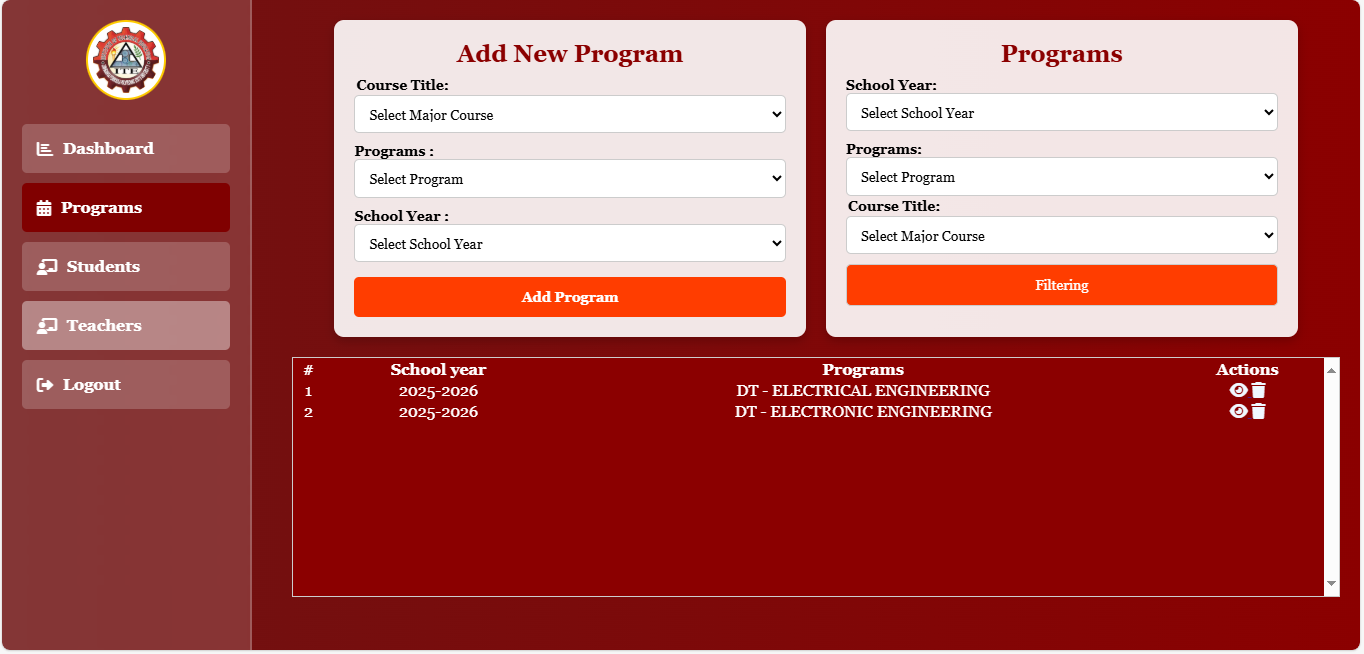 ITE
Dashboard
Programs
Students
Teachers
Logout
Add New Program
Course Title:
Select Major Course
Programs :
Select Program
School Year :
Select School Year
Add Program
Programs
School Year:
Select School Year
Programs:
Select Program
Course Title:
Select Major Course
Filtering
# School year Programs Actions
1 2025-2026 DT - ELECTRICAL ENGINEERING
2 2025-2026 DT - ELECTRONIC ENGINEERING